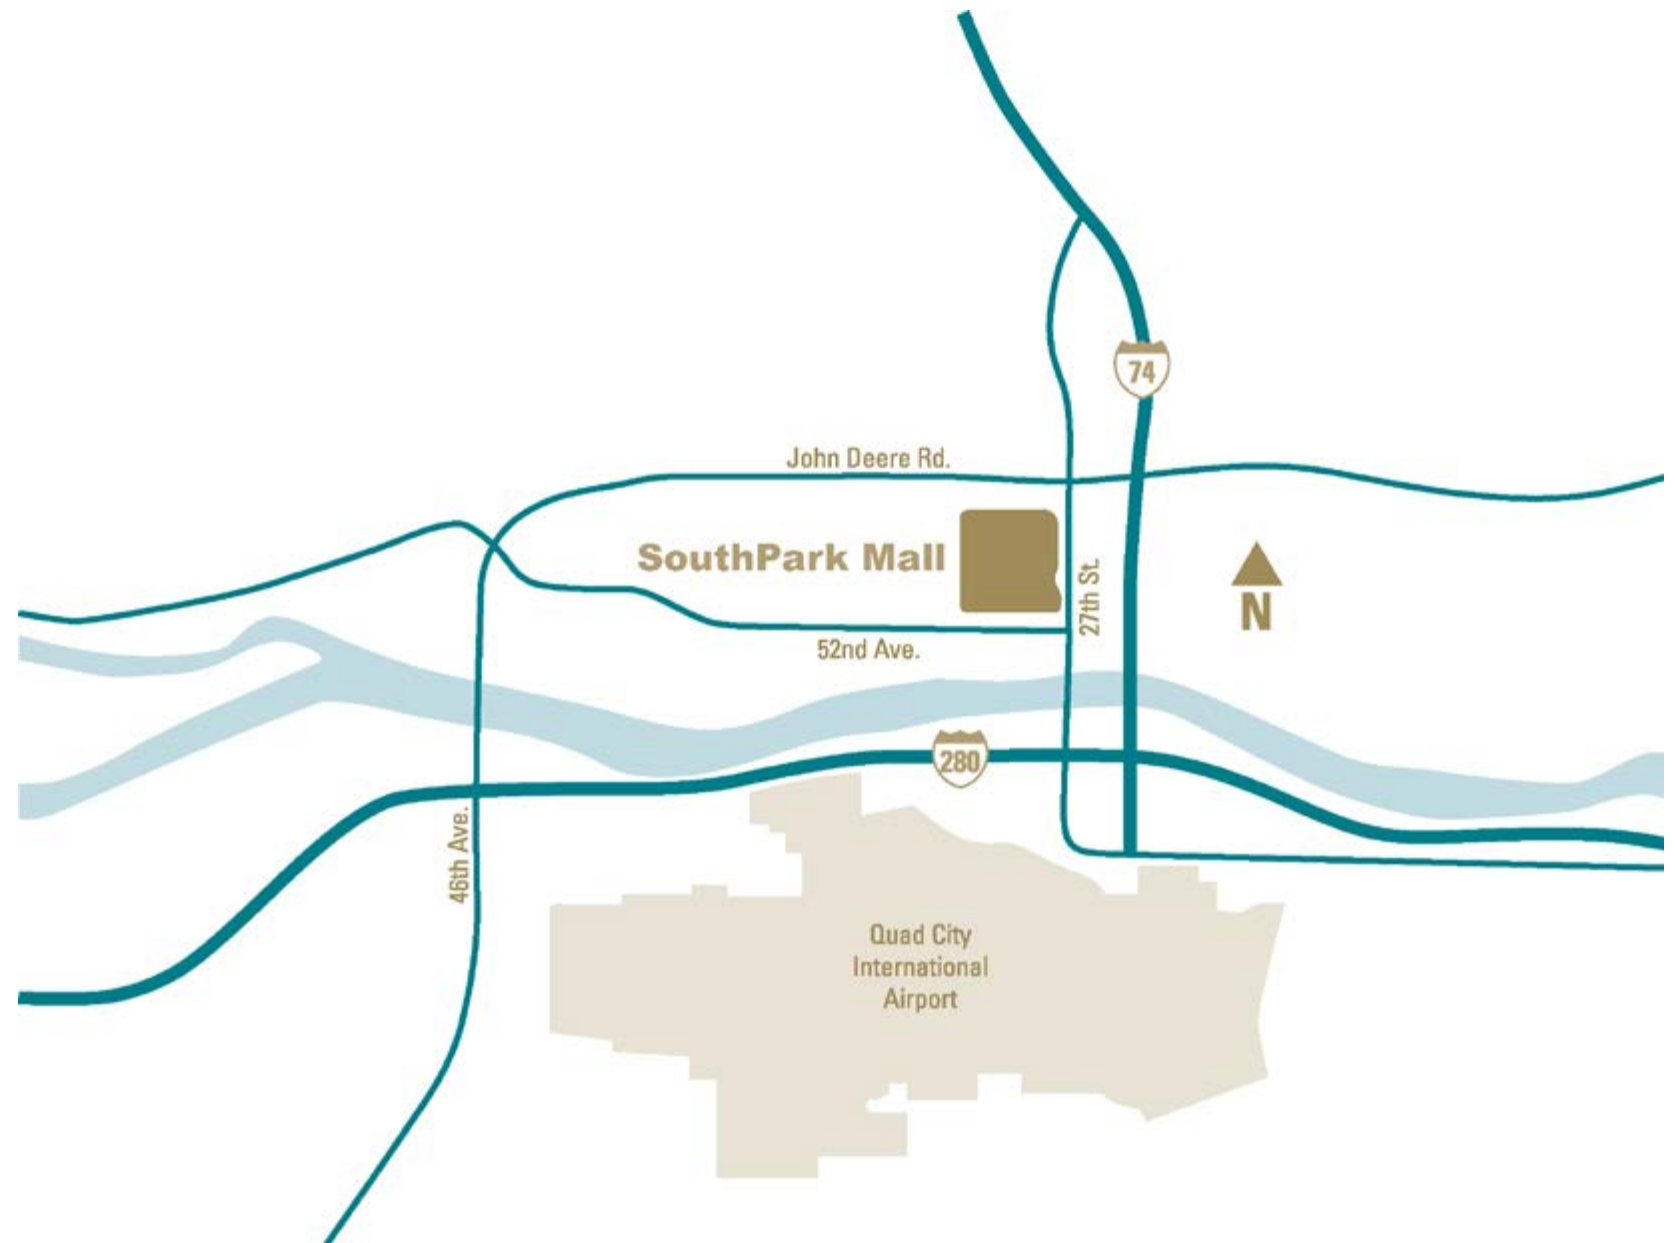 74
John Deere Rd.
SouthPark Mall
27th St.
N
52nd Ave.
280
46th Ave.
Quad City
International
Airport